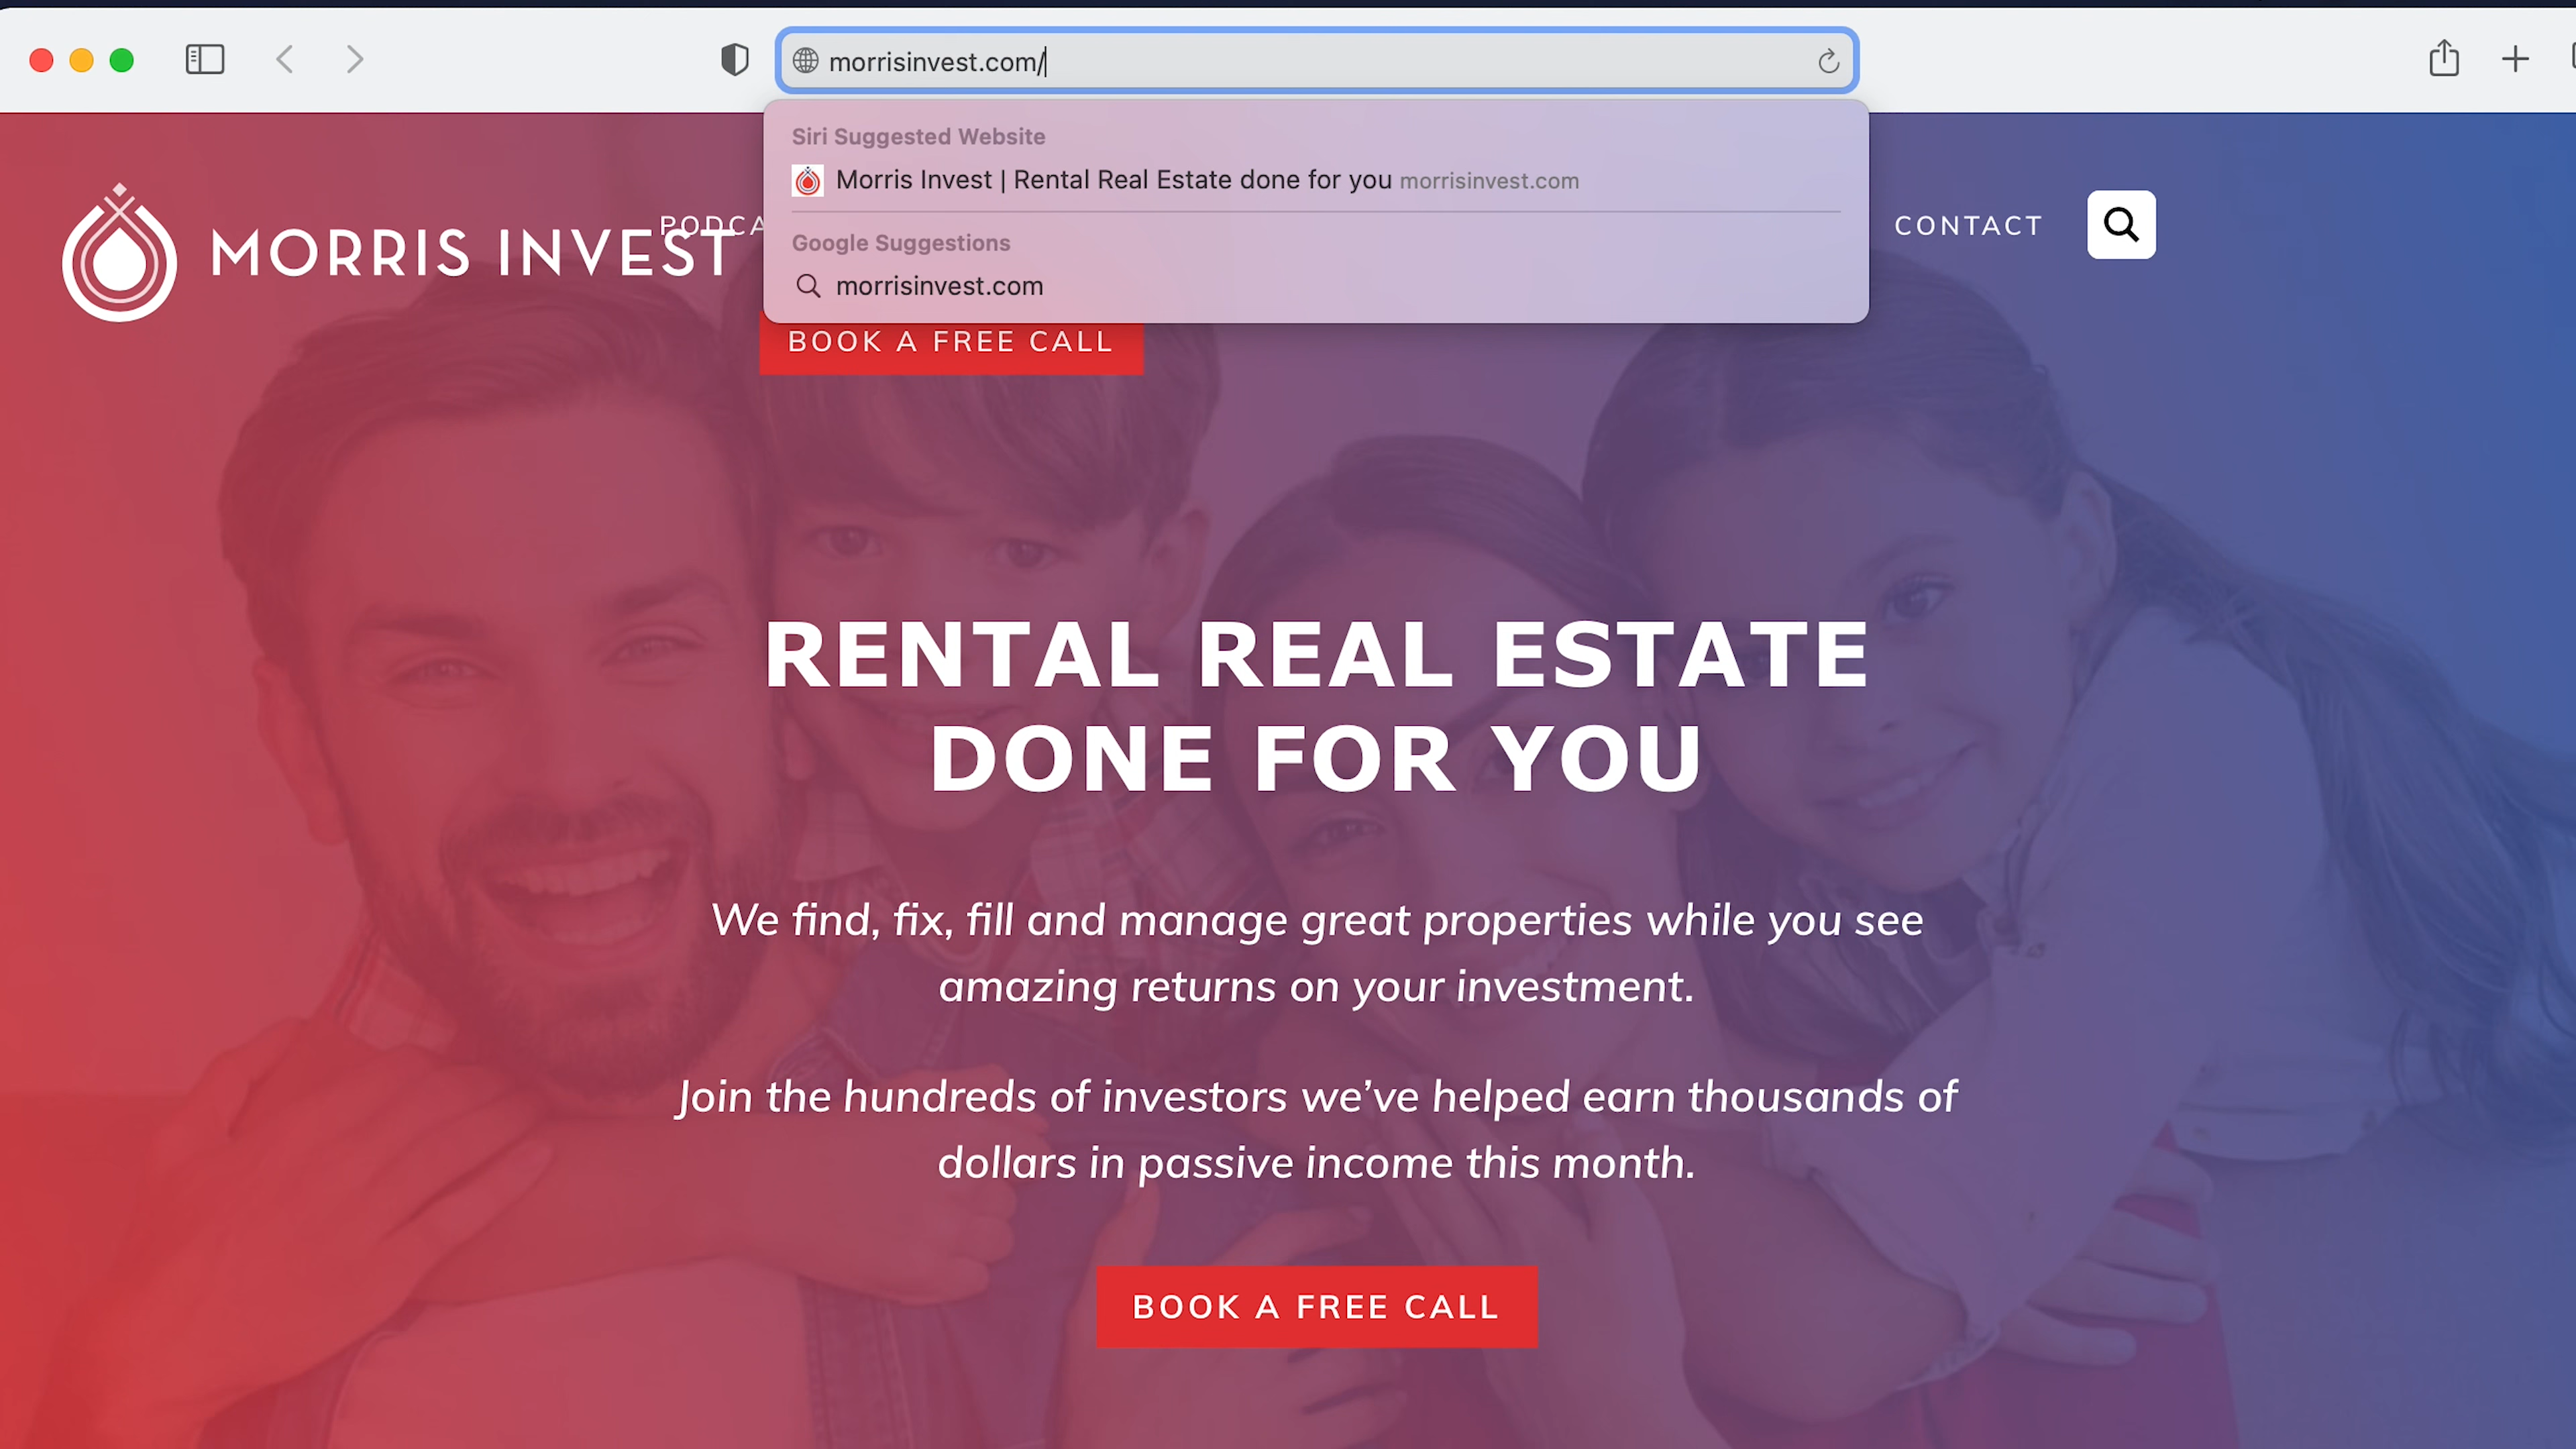 morrisinvest.com/
Siri Suggested Website
Morris Invest | Rental Real Estate done for you morrisinvest.com
Google Suggestions
morrisinvest.com
MORRIS INVEST
PODCA
CONTACT
BOOK A FREE CALL
RENTAL REAL ESTATE
DONE FOR YOU
We find, fix, fill and manage great properties while you see
amazing returns on your investment.
Join the hundreds of investors we’ve helped earn thousands of
dollars in passive income this month.
BOOK A FREE CALL